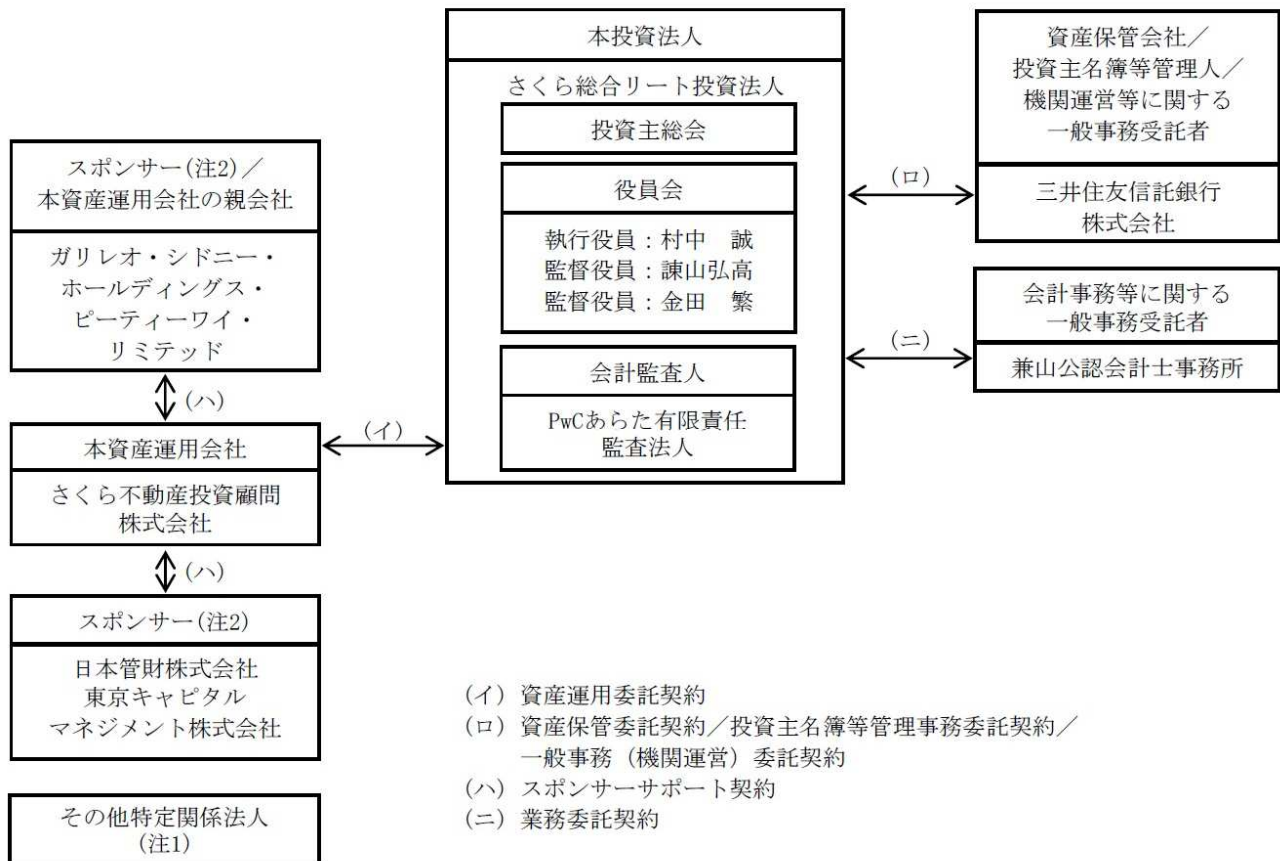 本投資法人
さくら総合リート投資法人
投資主総会
役員会
執行役員：村中　誠
監督役員：諌山弘高
監督役員：金田　繁
会計監査人
PwCあらた有限責任
監査法人
資産保管会社／
投資主名簿等管理人／
機関運営等に関する
一般事務受託者
三井住友信託銀行
株式会社
(ロ)
会計事務等に関する
一般事務受託者
兼山公認会計士事務所
(ニ)
スポンサー(注2)／
本資産運用会社の親会社
ガリレオ・シドニー・
ホールディングス・
ピーティーワイ・
リミテッド
(ハ)
本資産運用会社
さくら不動産投資顧問
株式会社
(イ)
(ハ)
スポンサー(注2)
日本管財株式会社
東京キャピタル
マネジメント株式会社
その他特定関係法人
(注1)
(イ) 資産運用委託契約
(ロ) 資産保管委託契約／投資主名簿等管理事務委託契約／
一般事務（機関運営）委託契約
(ハ) スポンサーサポート契約
(ニ) 業務委託契約